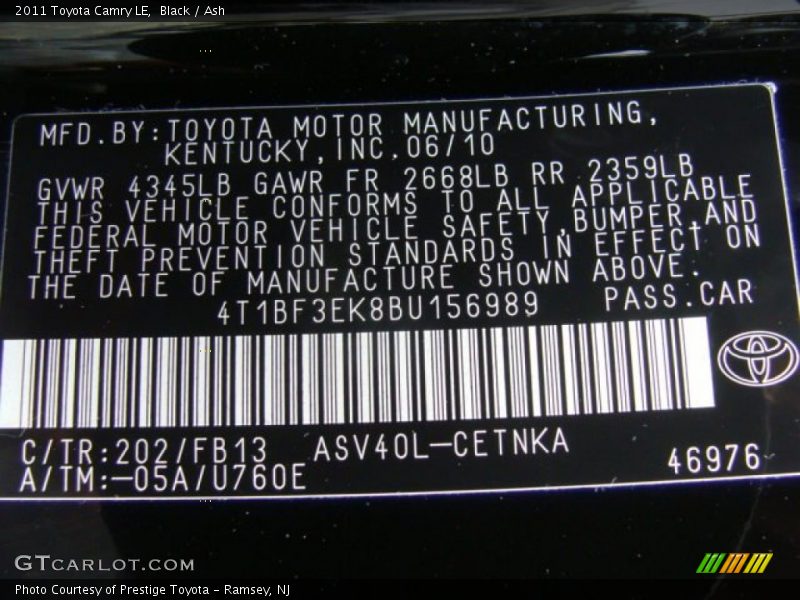 2011 Toyota Camry LE, Black / Ash
MFD.BY:TOYOTA MOTOR MANUFACTURING,
KENTUCKY,INC.06/10
GVWR 4345LB GAWR FR 2668LB RR 2359LB
THIS VEHICLE CONFORMS TO ALL APPLICABLE
FEDERAL MOTOR VEHICLE SAFETY,BUMPER,AND
THEFT PREVENTION STANDARDS IN EFFECT ON
THE DATE OF MANUFACTURE SHOWN ABOVE.
4T1BF3EK8BU156989 PASS.CAR
C/TR:202/FB13 ASV40L-CETNKA
A/TM:-05A/U760E 46976
GTCARLOT.COM
Photo Courtesy of Prestige Toyota - Ramsey, NJ